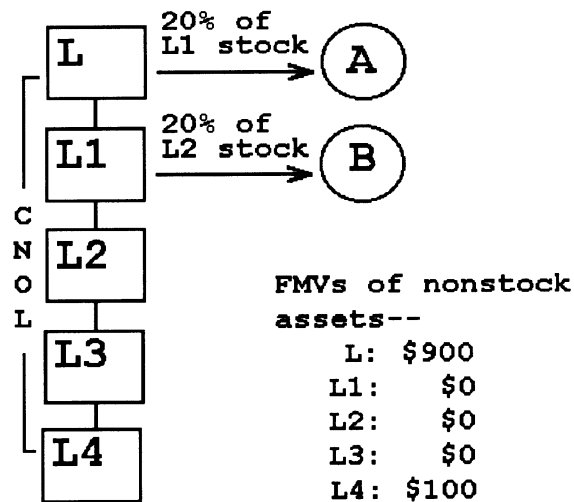 20% of
L1 stock
L
A
20% of
L2 stock
L1
B
CNOL
L2
L3
L4
FMVs of nonstock
assets--
L: $900
L1: $0
L2: $0
L3: $0
L4: $100